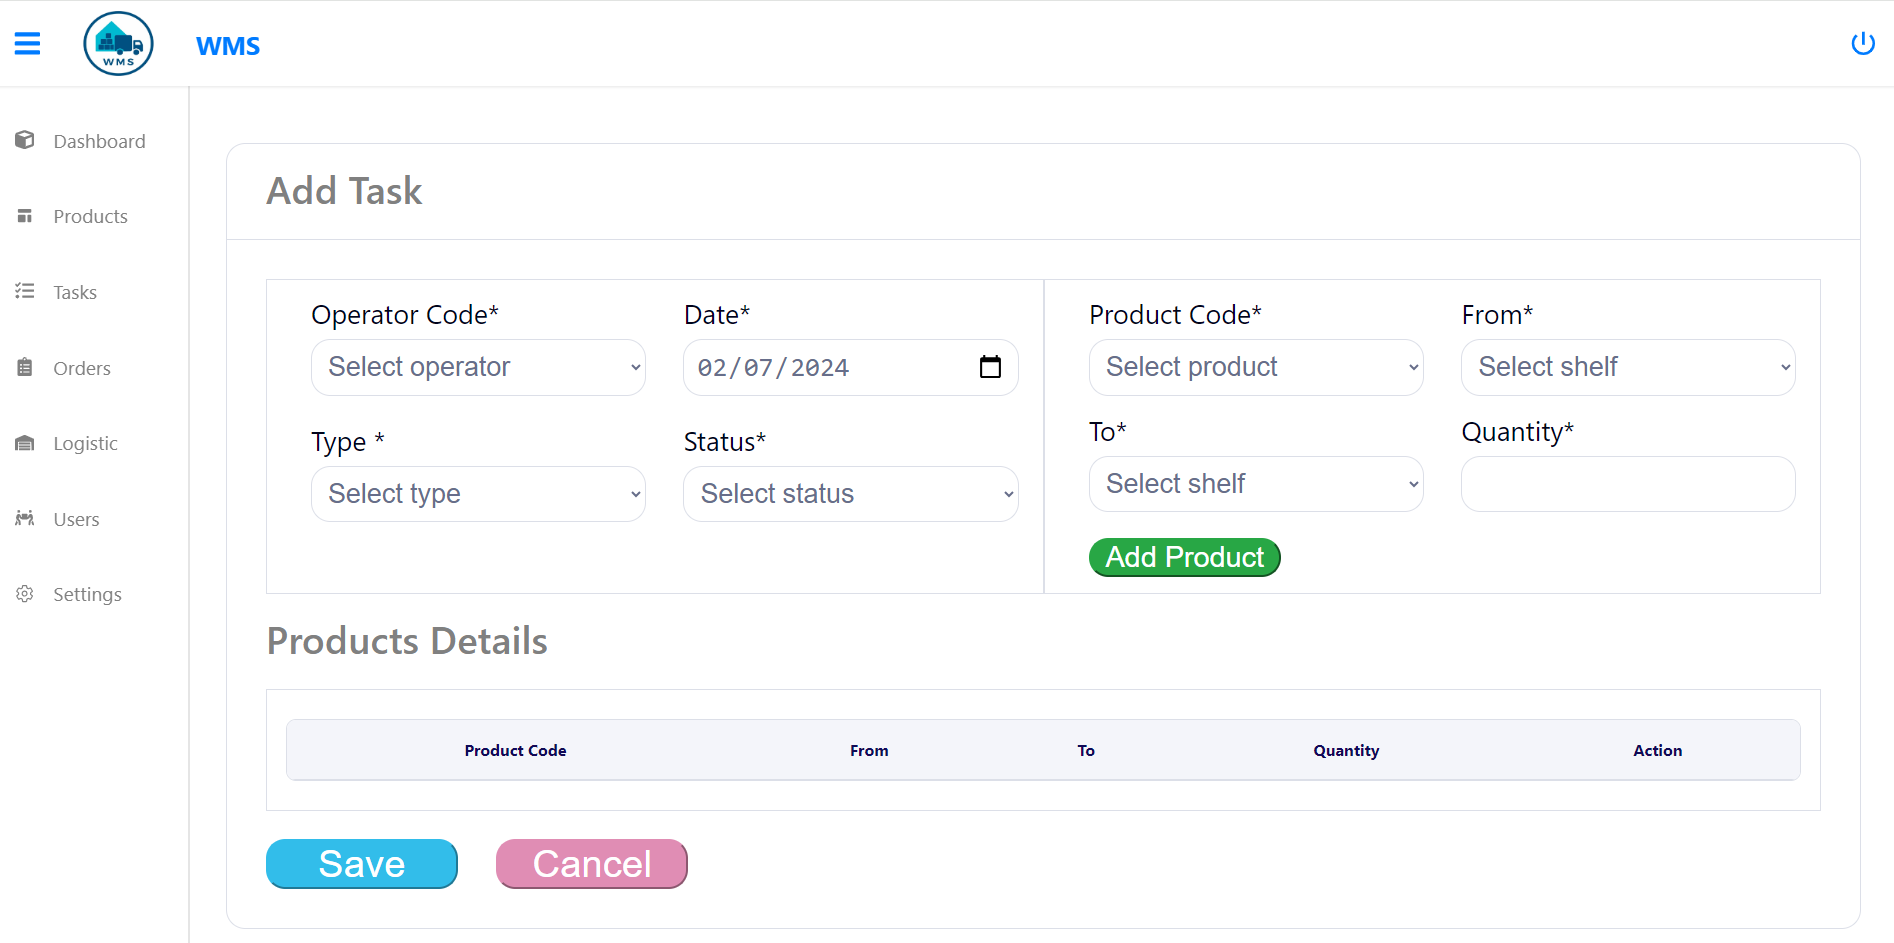 WMS
WMS
Dashboard
Products
Tasks
Orders
Logistic
Users
Settings
Add Task
Operator Code* Date*
Select operator 02/07/2024
Type * Status*
Select type Select status
Product Code* From*
Select product Select shelf
To* Quantity*
Select shelf
Add Product
Products Details
Product Code From To Quantity Action
Save Cancel